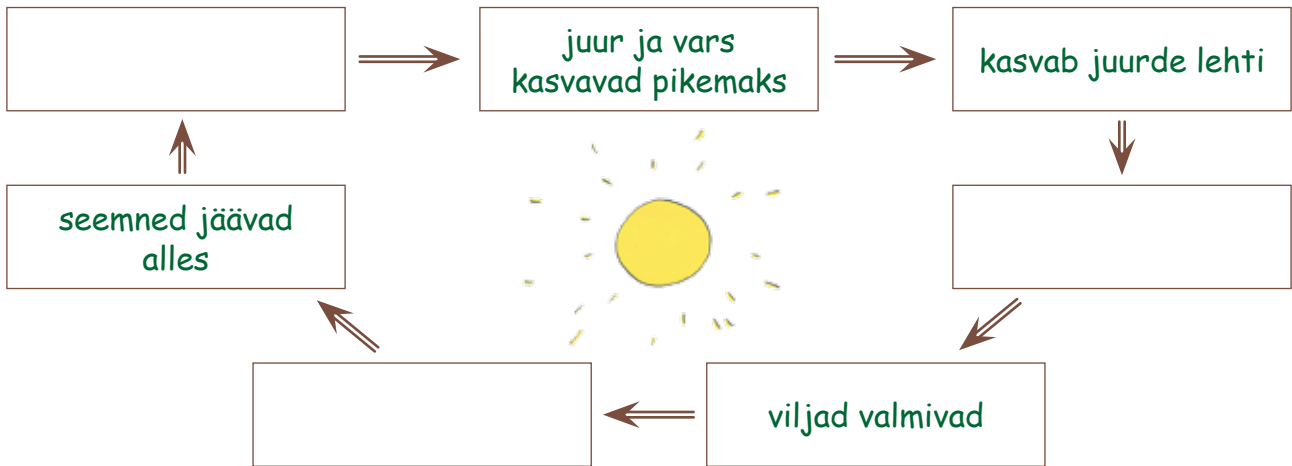 juur ja vars
kasvavad pikemaks
kasvab juurde lehti
seemned jäävad
alles
viljad valmivad